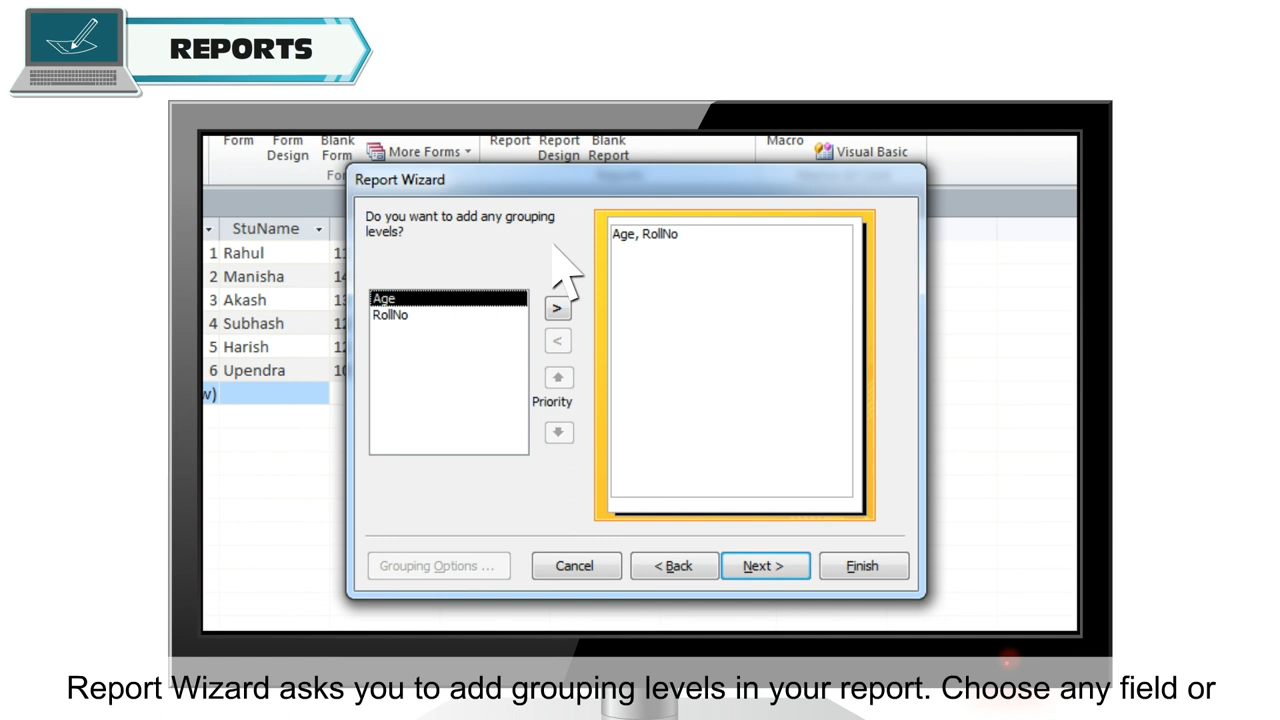 REPORTS
Form Form Blank Report Report Blank Macro
Design Form More Forms Design Report Visual Basic
Report Wizard
Do you want to add any grouping
levels?
Age, RollNo
StuName
1 Rahul
2 Manisha
3 Akash
4 Subhash
5 Harish
6 Upendra
Age
RollNo
>
<
Priority
Grouping Options ... Cancel < Back Next > Finish
Report Wizard asks you to add grouping levels in your report. Choose any field or